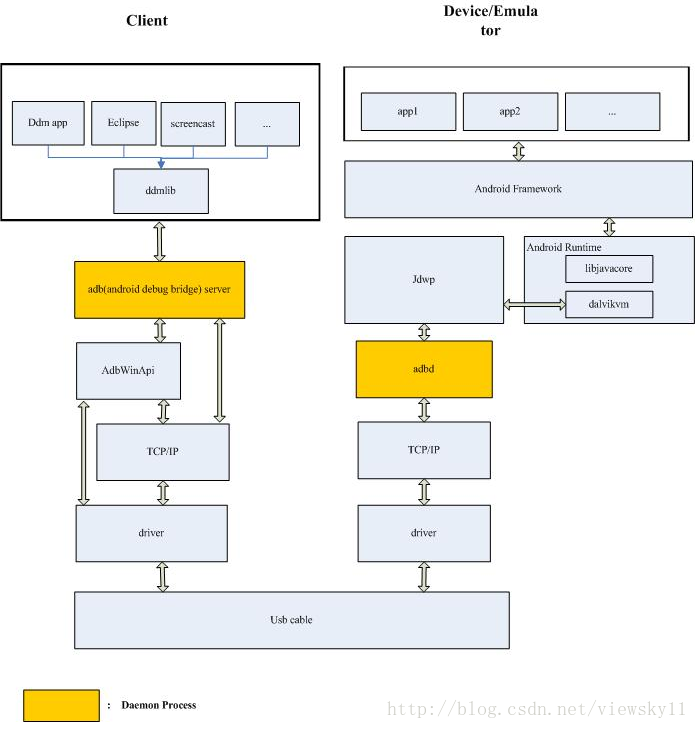 Client
Device/Emula
tor
Ddm app
Eclipse
screencast
...
ddmlib
app1
app2
...
Android Framework
Android Runtime
libjavacore
dalvikvm
Jdwp
adb(android debug bridge) server
adbd
AdbWinApi
TCP/IP
TCP/IP
driver
driver
Usb cable
: Daemon Process
http://blog.csdn.net/viewsky11